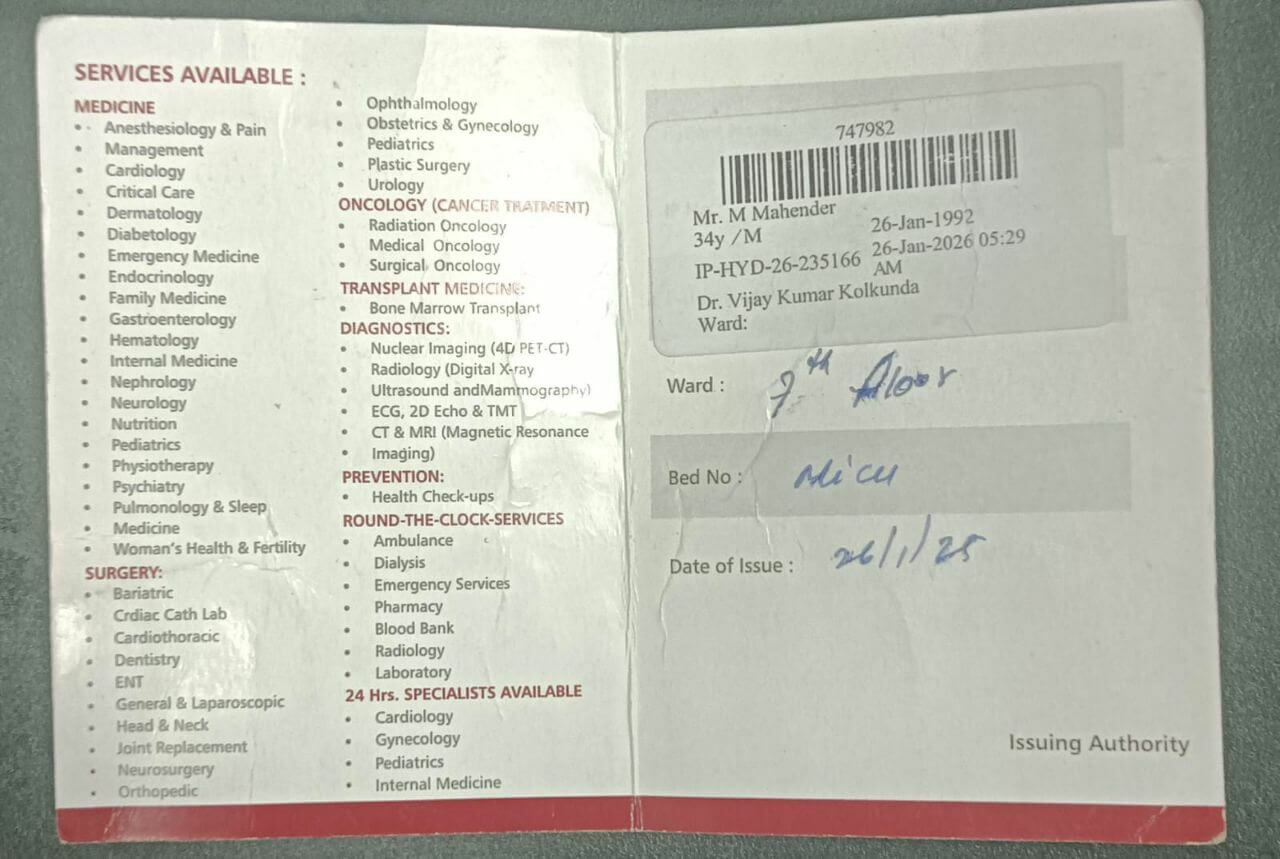 SERVICES AVAILABLE :
MEDICINE
• Anesthesiology & Pain
• Management
• Cardiology
• Critical Care
• Dermatology
• Diabetology
• Emergency Medicine
• Endocrinology
• Family Medicine
• Gastroenterology
• Hematology
• Internal Medicine
• Nephrology
• Neurology
• Nutrition
• Pediatrics
• Physiotherapy
• Psychiatry
• Pulmonology & Sleep
• Medicine
• Woman's Health & Fertility
SURGERY:
• Bariatric
• Crdiac Cath Lab
• Cardiothoracic
• Dentistry
• ENT
• General & Laparoscopic
• Head & Neck
• Joint Replacement
• Neurosurgery
• Orthopedic
• Ophthalmology
• Obstetrics & Gynecology
• Pediatrics
• Plastic Surgery
• Urology
ONCOLOGY (CANCER TRATMENT)
• Radiation Oncology
• Medical Oncology
• Surgical Oncology
TRANSPLANT MEDICINE:
• Bone Marrow Transplant
DIAGNOSTICS:
• Nuclear Imaging (4D PET-CT)
• Radiology (Digital X-ray
• Ultrasound andMammography)
• ECG, 2D Echo & TMT
• CT & MRI (Magnetic Resonance
• Imaging)
PREVENTION:
• Health Check-ups
ROUND-THE-CLOCK-SERVICES
• Ambulance
• Dialysis
• Emergency Services
• Pharmacy
• Blood Bank
• Radiology
• Laboratory
24 Hrs. SPECIALISTS AVAILABLE
• Cardiology
• Gynecology
• Pediatrics
• Internal Medicine
747982
Mr. M Mahender
34y /M 26-Jan-1992
IP-HYD-26-235166 26-Jan-2026 05:29
AM
Dr. Vijay Kumar Kolkunda
Ward:
Ward : 7th floor
Bed No : Micu
Date of Issue : 26/1/25
Issuing Authority